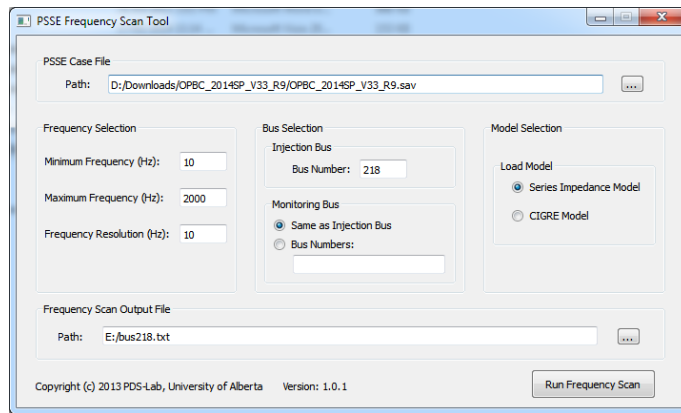 PSSE Frequency Scan Tool
PSSE Case File
Path: D:/Downloads/OPBC_2014SP_V33_R9/OPBC_2014SP_V33_R9.sav ...
Frequency Selection
Minimum Frequency (Hz): 10
Maximum Frequency (Hz): 2000
Frequency Resolution (Hz): 10
Bus Selection
Injection Bus
Bus Number: 218
Monitoring Bus
Same as Injection Bus
Bus Numbers:
Model Selection
Load Model
Series Impedance Model
CIGRE Model
Frequency Scan Output File
Path: E:/bus218.txt ...
Copyright (c) 2013 PDS-Lab, University of Alberta Version: 1.0.1
Run Frequency Scan